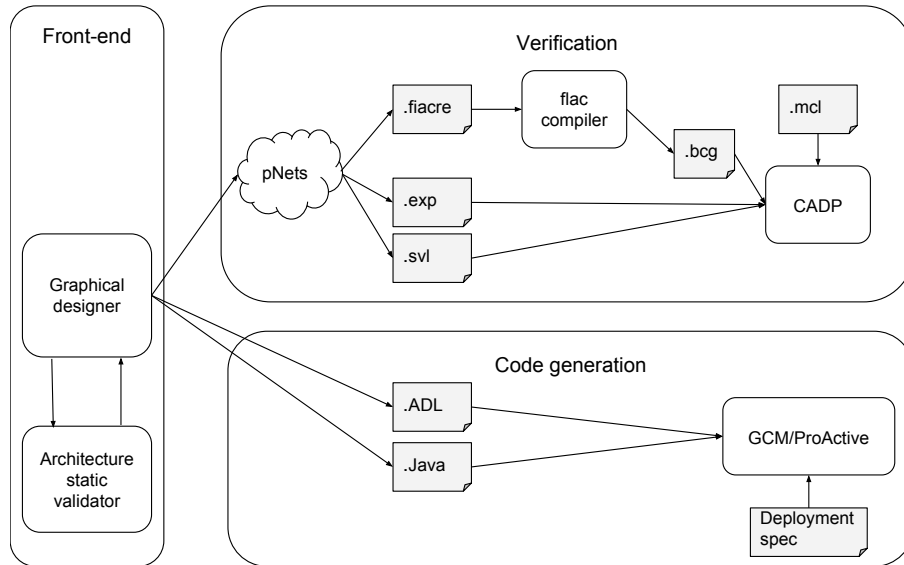 Front-end
Graphical
designer
Architecture
static
validator
Verification
pNets
.fiacre
flac
compiler
.bcg
.mcl
.exp
.svl
CADP
Code generation
.ADL
.Java
GCM/ProActive
Deployment
spec